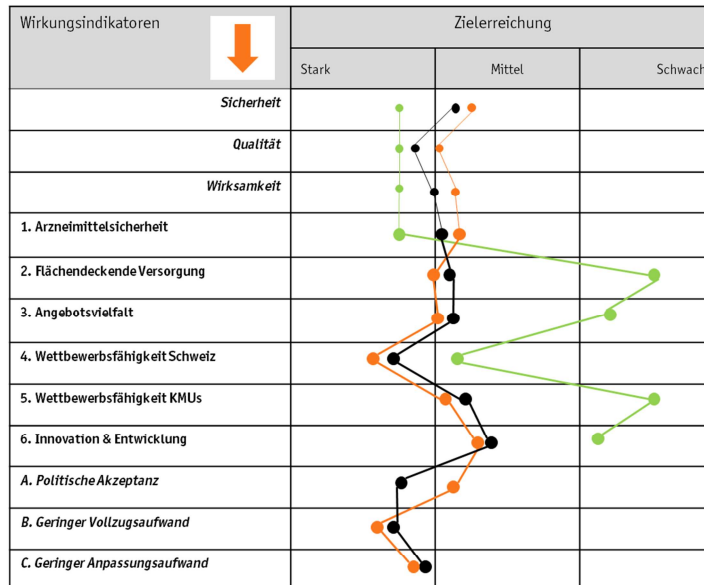 Wirkungsindikatoren
Zielerreichung
Stark
Mittel
Schwach
Sicherheit
Qualität
Wirksamkeit
1. Arzneimittelsicherheit
2. Flächendeckende Versorgung
3. Angebotsvielfalt
4. Wettbewerbsfähigkeit Schweiz
5. Wettbewerbsfähigkeit KMUs
6. Innovation & Entwicklung
A. Politische Akzeptanz
B. Geringer Vollzugsaufwand
C. Geringer Anpassungsaufwand